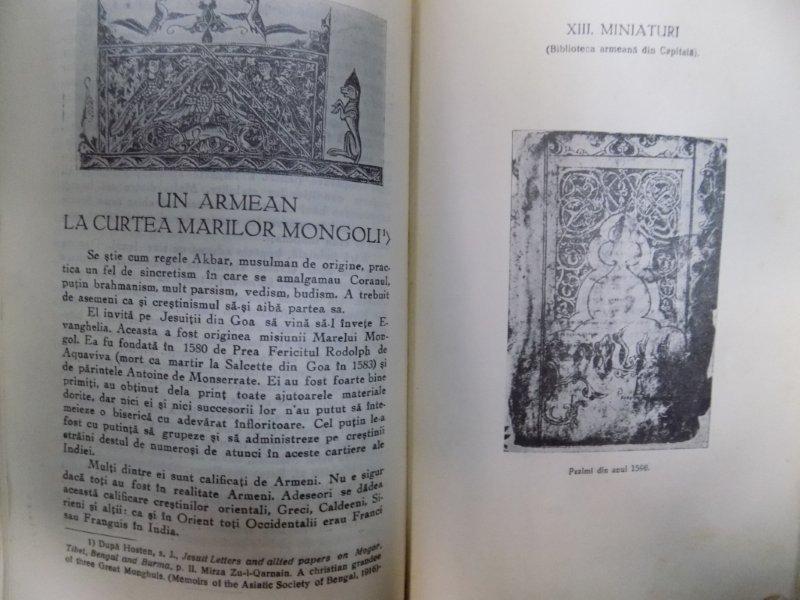 UN ARMEAN
LA CURTEA MARILOR MONGOLI¹)
Se știe cum regele Akbar, musulman de origine, prac-
tica un fel de sincretism în care se amalgamau Coranul,
puțin brahmanism, mult parsism, vedism, budism. A trebuit
de asemeni ca și creștinismul să-și aibă partea sa.
El invită pe Jesuiții din Goa să vină să-l învețe E-
vanghelia. Aceasta a fost originea misiunii Marelui Mon-
gol. Ea fu fondată în 1580 de Prea Fericitul Rodolph de
Aquaviva (mort ca martir la Salcette din Goa în 1583) și
de părintele Antoine de Monserrate. Ei au fost foarte bine
primiți, au obținut dela prinț toate ajutoarele materiale
dorite, dar nici ei și nici succesorii lor n'au putut să înte-
meieze o biserică cu adevărat înfloritoare. Cel puțin le-a
fost cu putință să grupeze și să administreze pe creștinii
străini destul de numeroși de atunci în aceste cartiere ale
Indiei.
Mulți dintre ei sunt calificați de Armeni. Nu e sigur
dacă toți au fost în realitate Armeni. Adeseori se dădea
această calificare creștinilor orientali, Greci, Caldeeni, Si-
rieni și alții: ca și în Orient toți Occidentalii erau Franci
sau Franguis în India.
1) După Hosten, s. J., Jesuit Letters and allied papers on Mogor,
Tibet, Bengal and Burma, p. II. Mirza Zu-l-Qarnain. A christian grandee
of three Great Moghuls. (Memoirs of the Asiatic Society of Bengal, 1916).
XIII. MINIATURI
(Biblioteca armeană din Capitală).
Psalmi din anul 1596.